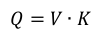 Q = V · K